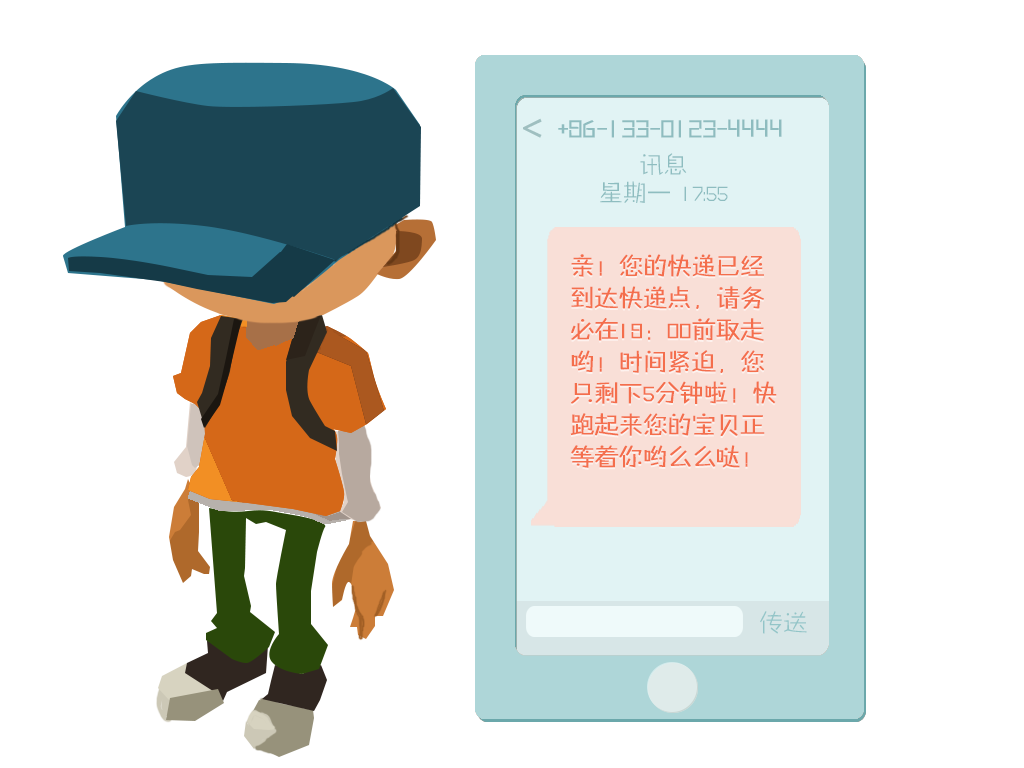 < +86-133-0123-4444
讯息
星期一 17:55
亲！您的快递已经
到达快递点，请务
必在18：00前取走
哟！时间紧迫，您
只剩下5分钟啦！快
跑起来您的宝贝正
等着你哟么么哒！
传送